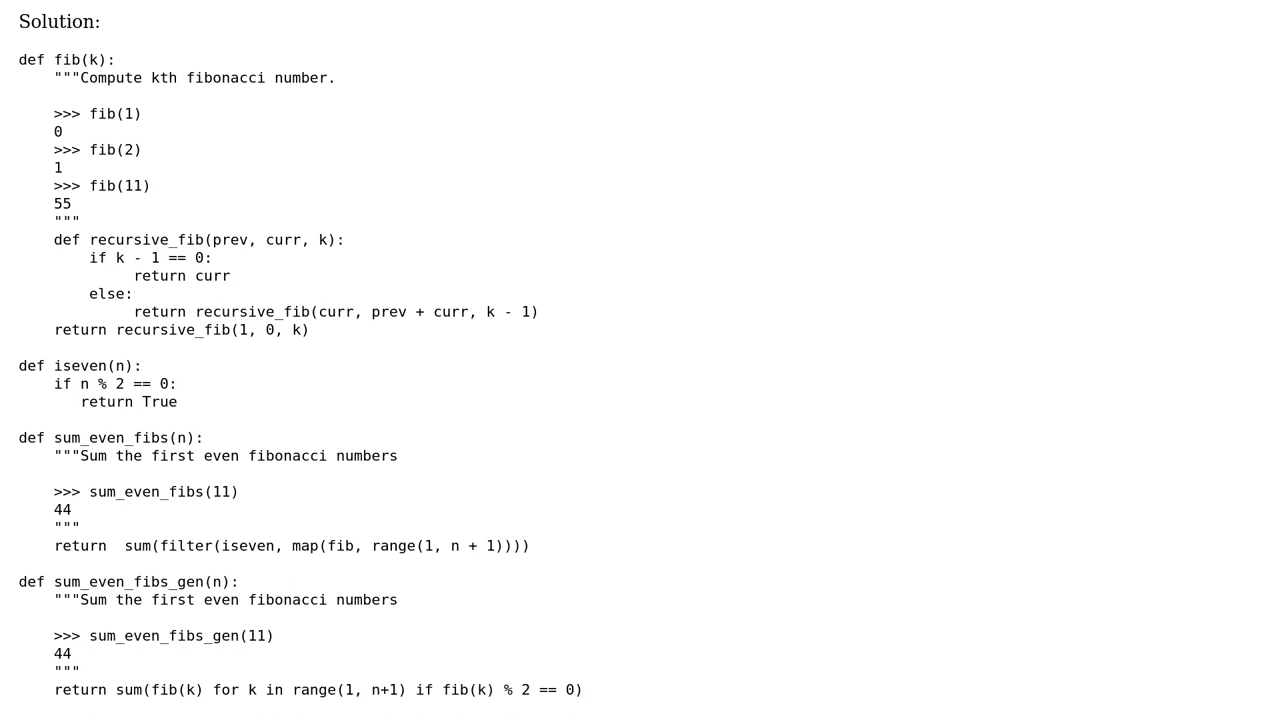 Solution:
def fib(k):
    """Compute kth fibonacci number.
    >>> fib(1)
    0
    >>> fib(2)
    1
    >>> fib(11)
    55
    """
    def recursive_fib(prev, curr, k):
        if k - 1 == 0:
             return curr
        else:
             return recursive_fib(curr, prev + curr, k - 1)
    return recursive_fib(1, 0, k)
def iseven(n):
    if n % 2 == 0:
       return True
def sum_even_fibs(n):
    """Sum the first even fibonacci numbers
    >>> sum_even_fibs(11)
    44
    """
    return  sum(filter(iseven, map(fib, range(1, n + 1))))
def sum_even_fibs_gen(n):
    """Sum the first even fibonacci numbers
    >>> sum_even_fibs_gen(11)
    44
    """
    return sum(fib(k) for k in range(1, n+1) if fib(k) % 2 == 0)